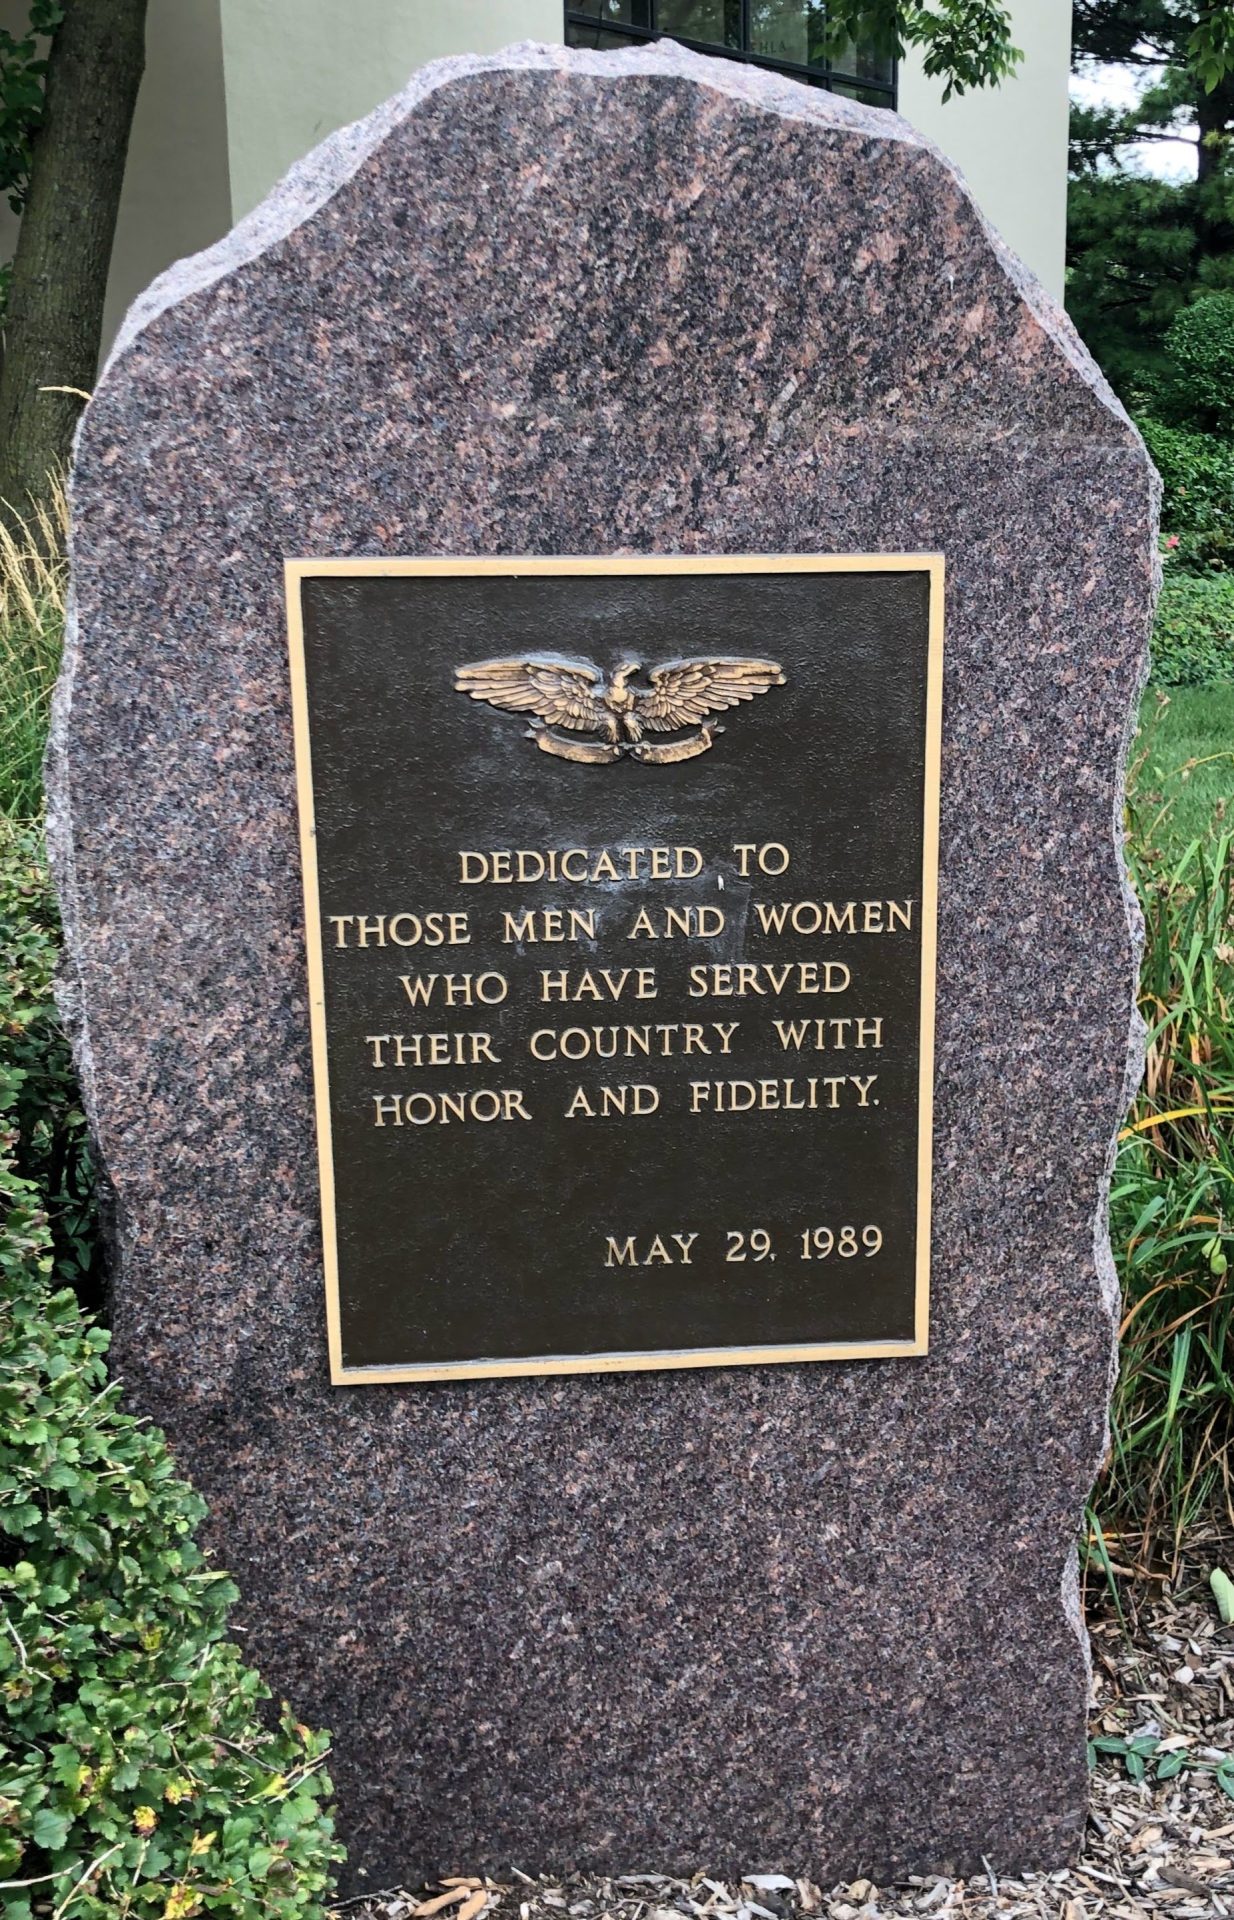 DEDICATED TO
THOSE MEN AND WOMEN
WHO HAVE SERVED
THEIR COUNTRY WITH
HONOR AND FIDELITY.
MAY 29, 1989